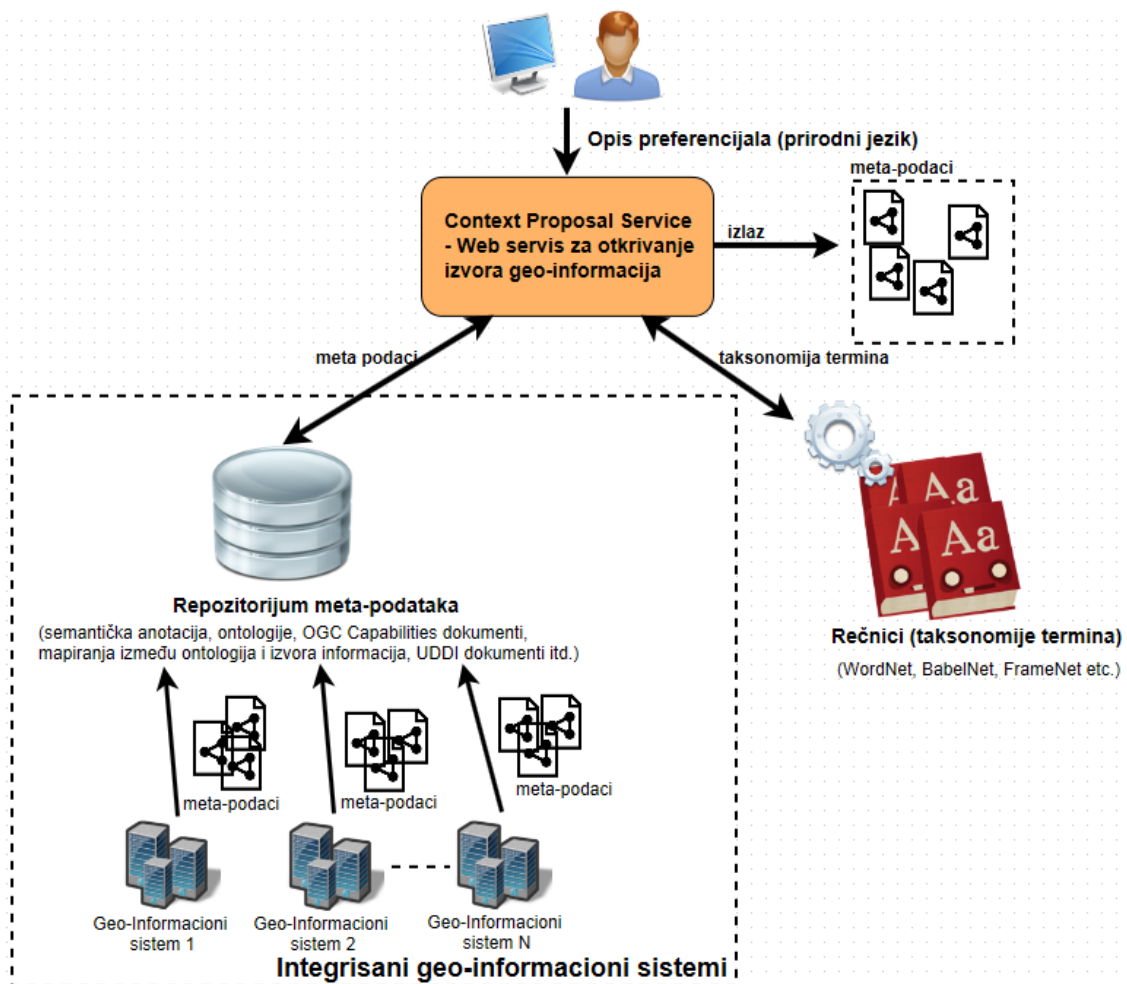 Opis preferencijala (prirodni jezik)
meta-podaci
Context Proposal Service
- Web servis za otkrivanje
izvora geo-informacija
izlaz
meta podaci
taksonomija termina
A
Aa
A
Aa
Repozitorijum meta-podataka
(semantička anotacija, ontologije, OGC Capabilities dokumenti,
mapiranja između ontologija i izvora informacija, UDDI dokumenti itd.)
Rečnici (taksonomije termina)
(WordNet, BabelNet, FrameNet etc.)
meta-podaci
meta-podaci
meta-podaci
Geo-Informacioni
sistem 1
Geo-Informacioni
sistem 2
Geo-Informacioni
sistem N
Integrisani geo-informacioni sistemi